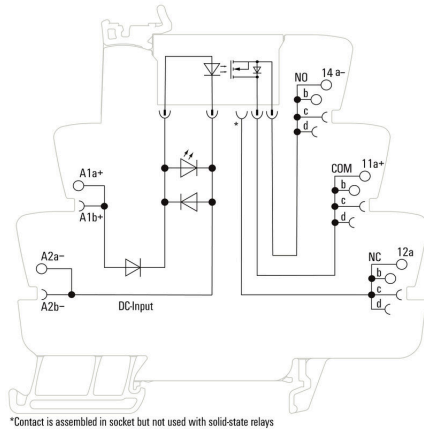 NO
14 a-
b
c
d
*
COM
11a+
b
c
d
NC
12a
b
c
d
A1a+
A1b+
A2a-
A2b-
DC-Input
*Contact is assembled in socket but not used with solid-state relays